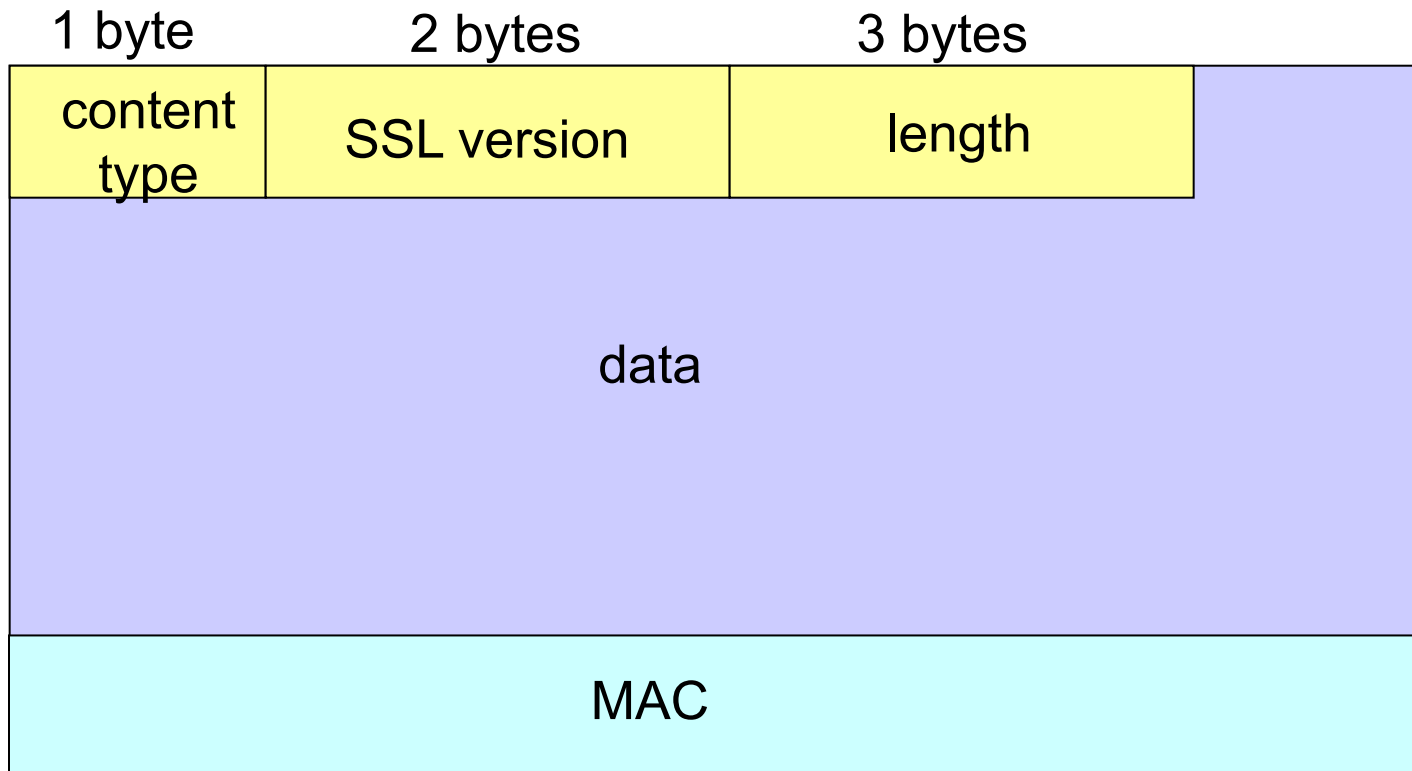 1 byte
2 bytes
3 bytes
content
type
SSL version
length
data
MAC